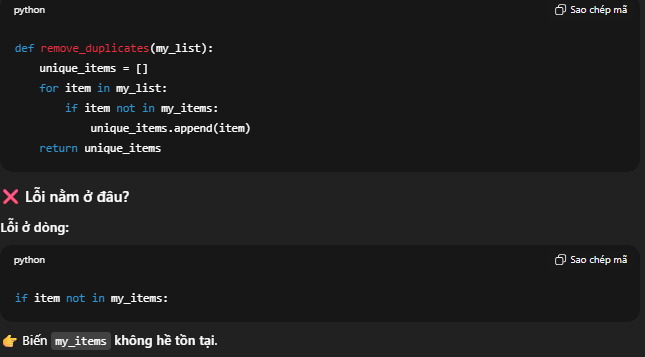 python
Sao chép mã
def remove_duplicates(my_list):
    unique_items = []
    for item in my_list:
        if item not in my_items:
            unique_items.append(item)
    return unique_items
❌ Lỗi nằm ở đâu?
Lỗi ở dòng:
python
Sao chép mã
if item not in my_items:
👉 Biến my_items không hề tồn tại.